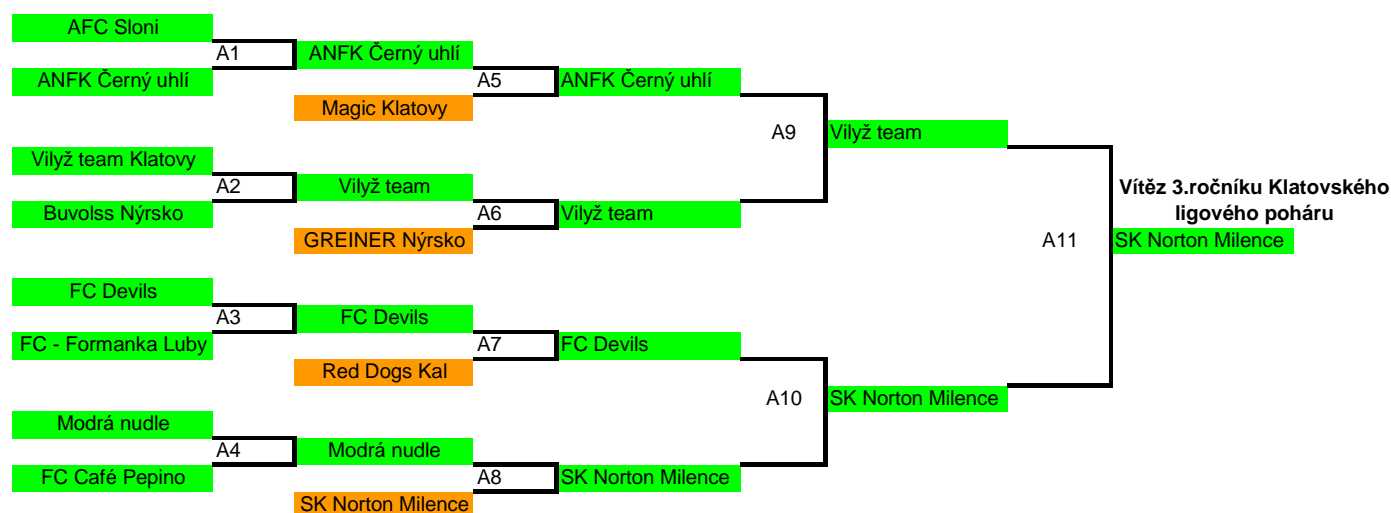 AFC Sloni
A1
ANFK Černý uhlí
ANFK Černý uhlí
A5
ANFK Černý uhlí
Magic Klatovy
A9
Vilyž team
Vilyž team Klatovy
A2
Vilyž team
Buvolss Nýrsko
A6
Vilyž team
GREINER Nýrsko
Vítěz 3.ročníku Klatovského
ligového poháru
A11
SK Norton Milence
FC Devils
A3
FC Devils
FC - Formanka Luby
A7
FC Devils
Red Dogs Kal
A10
SK Norton Milence
Modrá nudle
A4
Modrá nudle
FC Café Pepino
A8
SK Norton Milence
SK Norton Milence